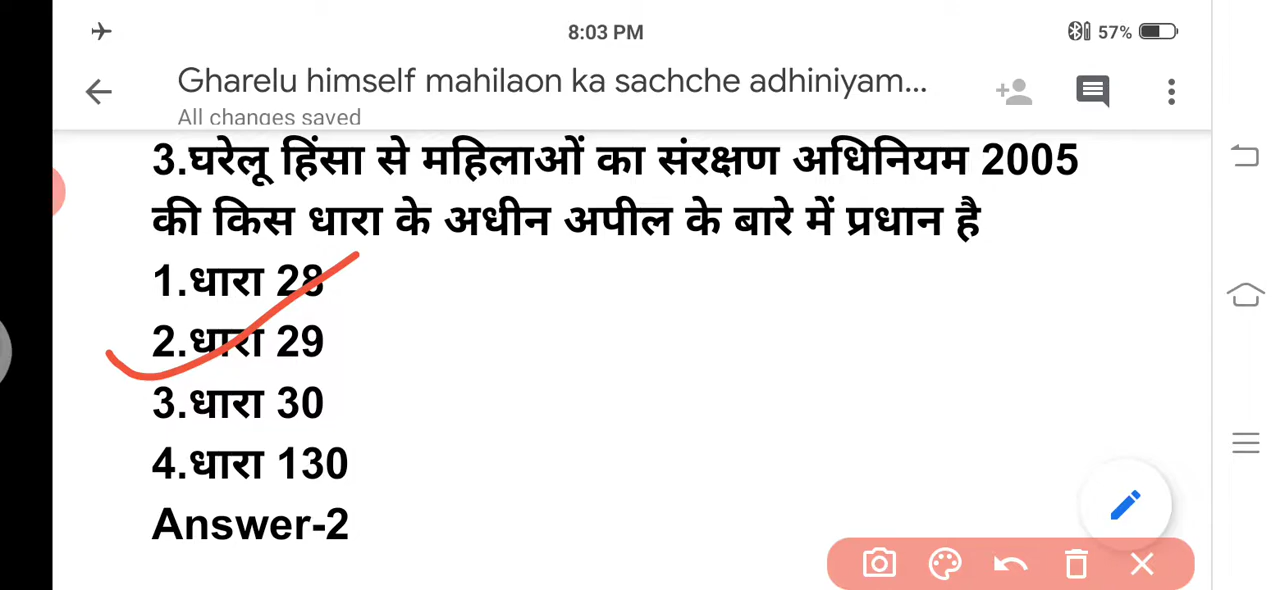 8:03 PM
57%
Gharelu himself mahilaon ka sachche adhiniyam...
All changes saved
3.घरेलू हिंसा से महिलाओं का संरक्षण अधिनियम 2005
की किस धारा के अधीन अपील के बारे में प्रधान है
1.धारा 28
2.धारा 29
3.धारा 30
4.धारा 130
Answer-2